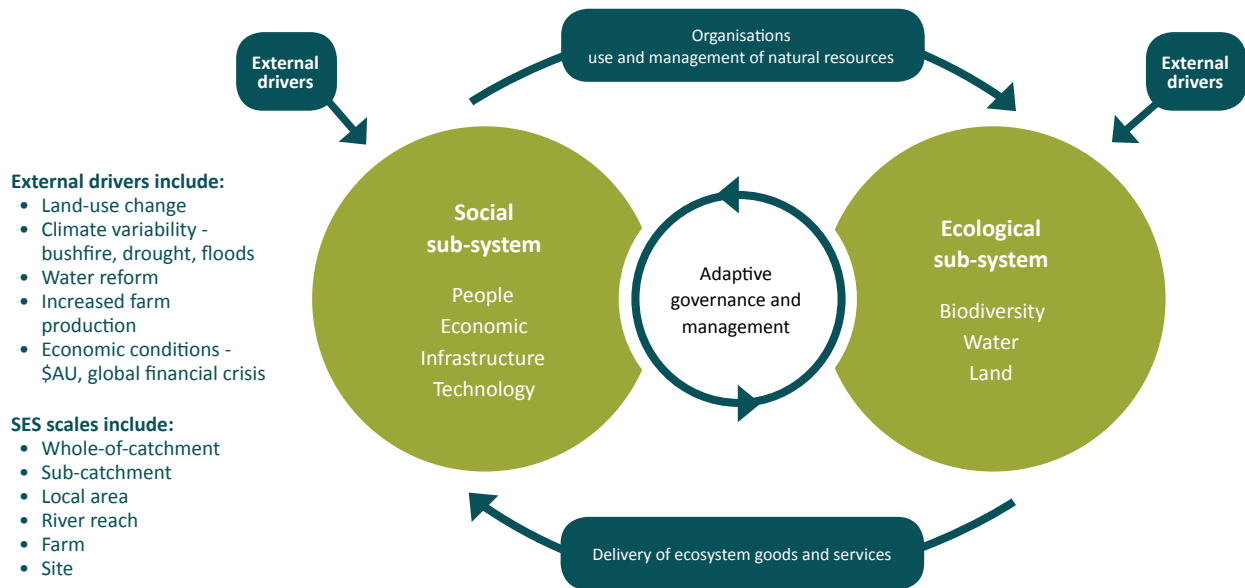 Organisations
use and management of natural resources
External
drivers
External
drivers
External drivers include:
• Land-use change
• Climate variability -
bushfire, drought, floods
• Water reform
• Increased farm
production
• Economic conditions -
$AU, global financial crisis
SES scales include:
• Whole-of-catchment
• Sub-catchment
• Local area
• River reach
• Farm
• Site
Social
sub-system
People
Economic
Infrastructure
Technology
Adaptive
governance and
management
Ecological
sub-system
Biodiversity
Water
Land
Delivery of ecosystem goods and services